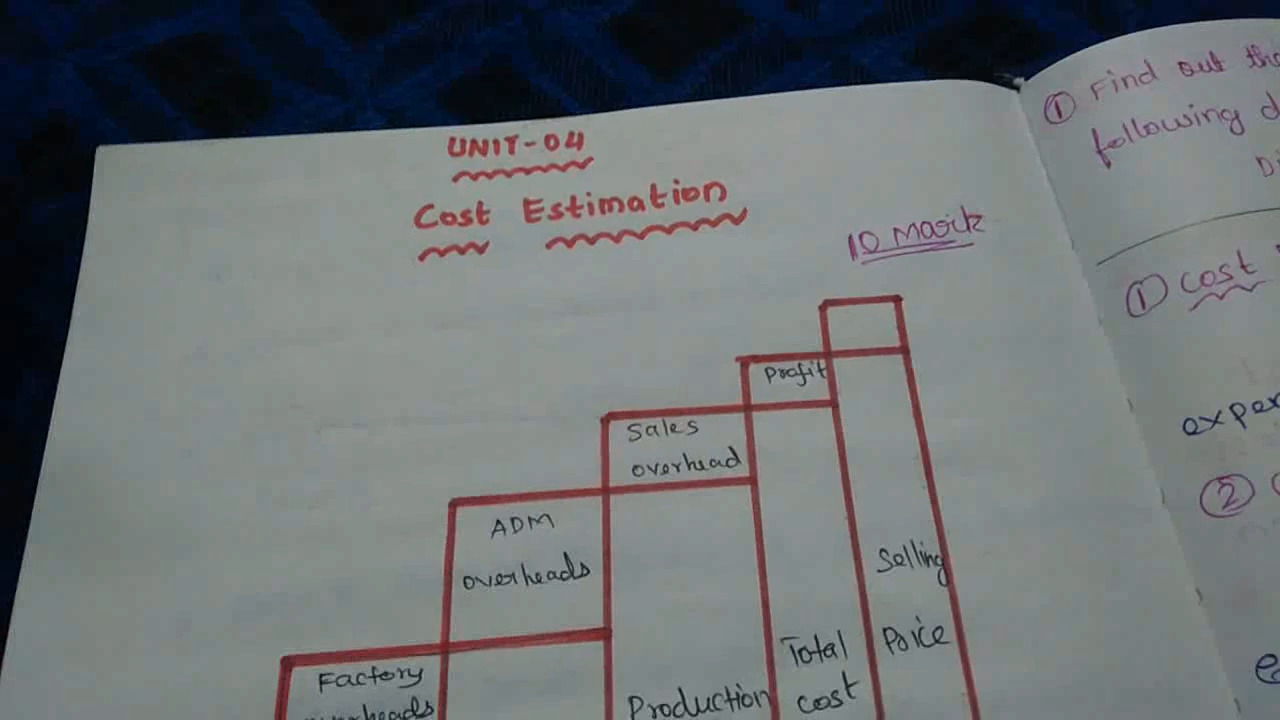 UNIT-04
Cost Estimation
10 Mark
Profit
Sales
overhead
ADM
overheads
Selling
Price
Total
cost
Factory
overheads
Production
① Find out the
following
① Cost
②